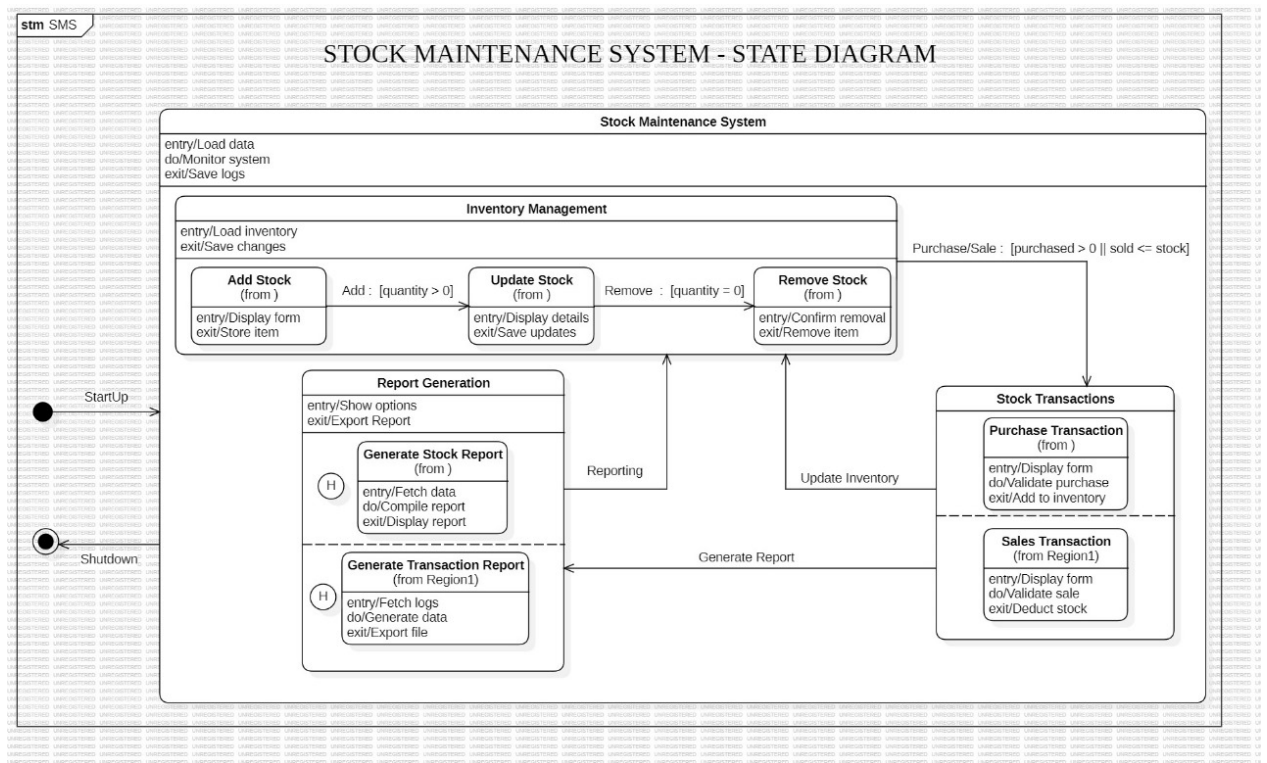 stm SMS
STOCK MAINTENANCE SYSTEM - STATE DIAGRAM
Stock Maintenance System
entry/Load data
do/Monitor system
exit/Save logs
Inventory Management
entry/Load inventory
exit/Save changes
Purchase/Sale : [purchased > 0 || sold <= stock]
Add Stock
(from )
entry/Display form
exit/Store item
Add : [quantity > 0]
Update Stock
(from )
entry/Display details
exit/Save updates
Remove : [quantity = 0]
Remove Stock
(from )
entry/Confirm removal
exit/Remove item
StartUp
Shutdown
Report Generation
entry/Show options
exit/Export Report
H
Generate Stock Report
(from )
entry/Fetch data
do/Compile report
exit/Display report
H
Generate Transaction Report
(from Region1)
entry/Fetch logs
do/Generate data
exit/Export file
Reporting
Update Inventory
Generate Report
Stock Transactions
Purchase Transaction
(from )
entry/Display form
do/Validate purchase
exit/Add to inventory
Sales Transaction
(from Region1)
entry/Display form
do/Validate sale
exit/Deduct stock
UNREGISTERED